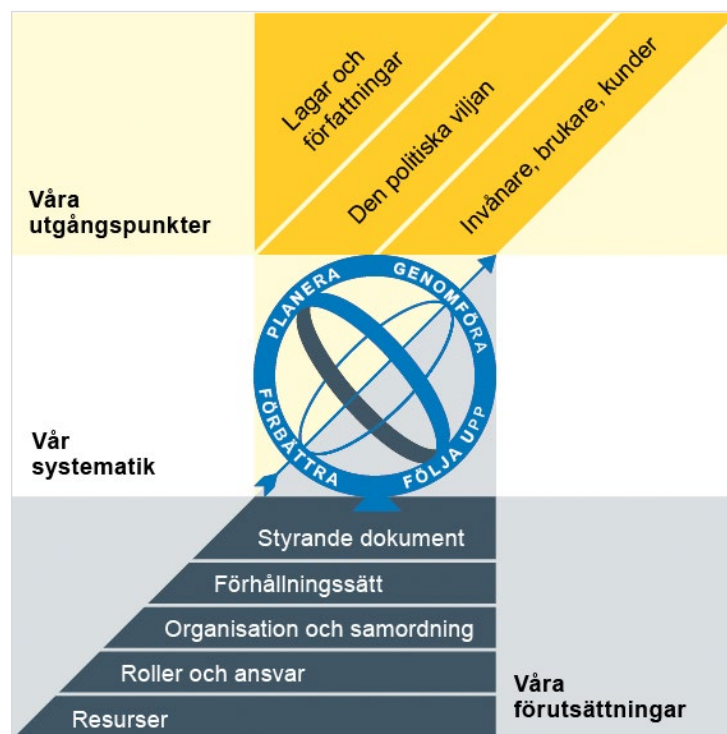 Lagar och
författningar
Den politiska viljan
Invånare, brukare, kunder
Våra
utgångspunkter
PLANERA
GENOMFÖRA
FÖLJA UPP
FÖRBÄTTRA
Vår
systematik
Styrande dokument
Förhållningssätt
Organisation och samordning
Roller och ansvar
Resurser
Våra
förutsättningar